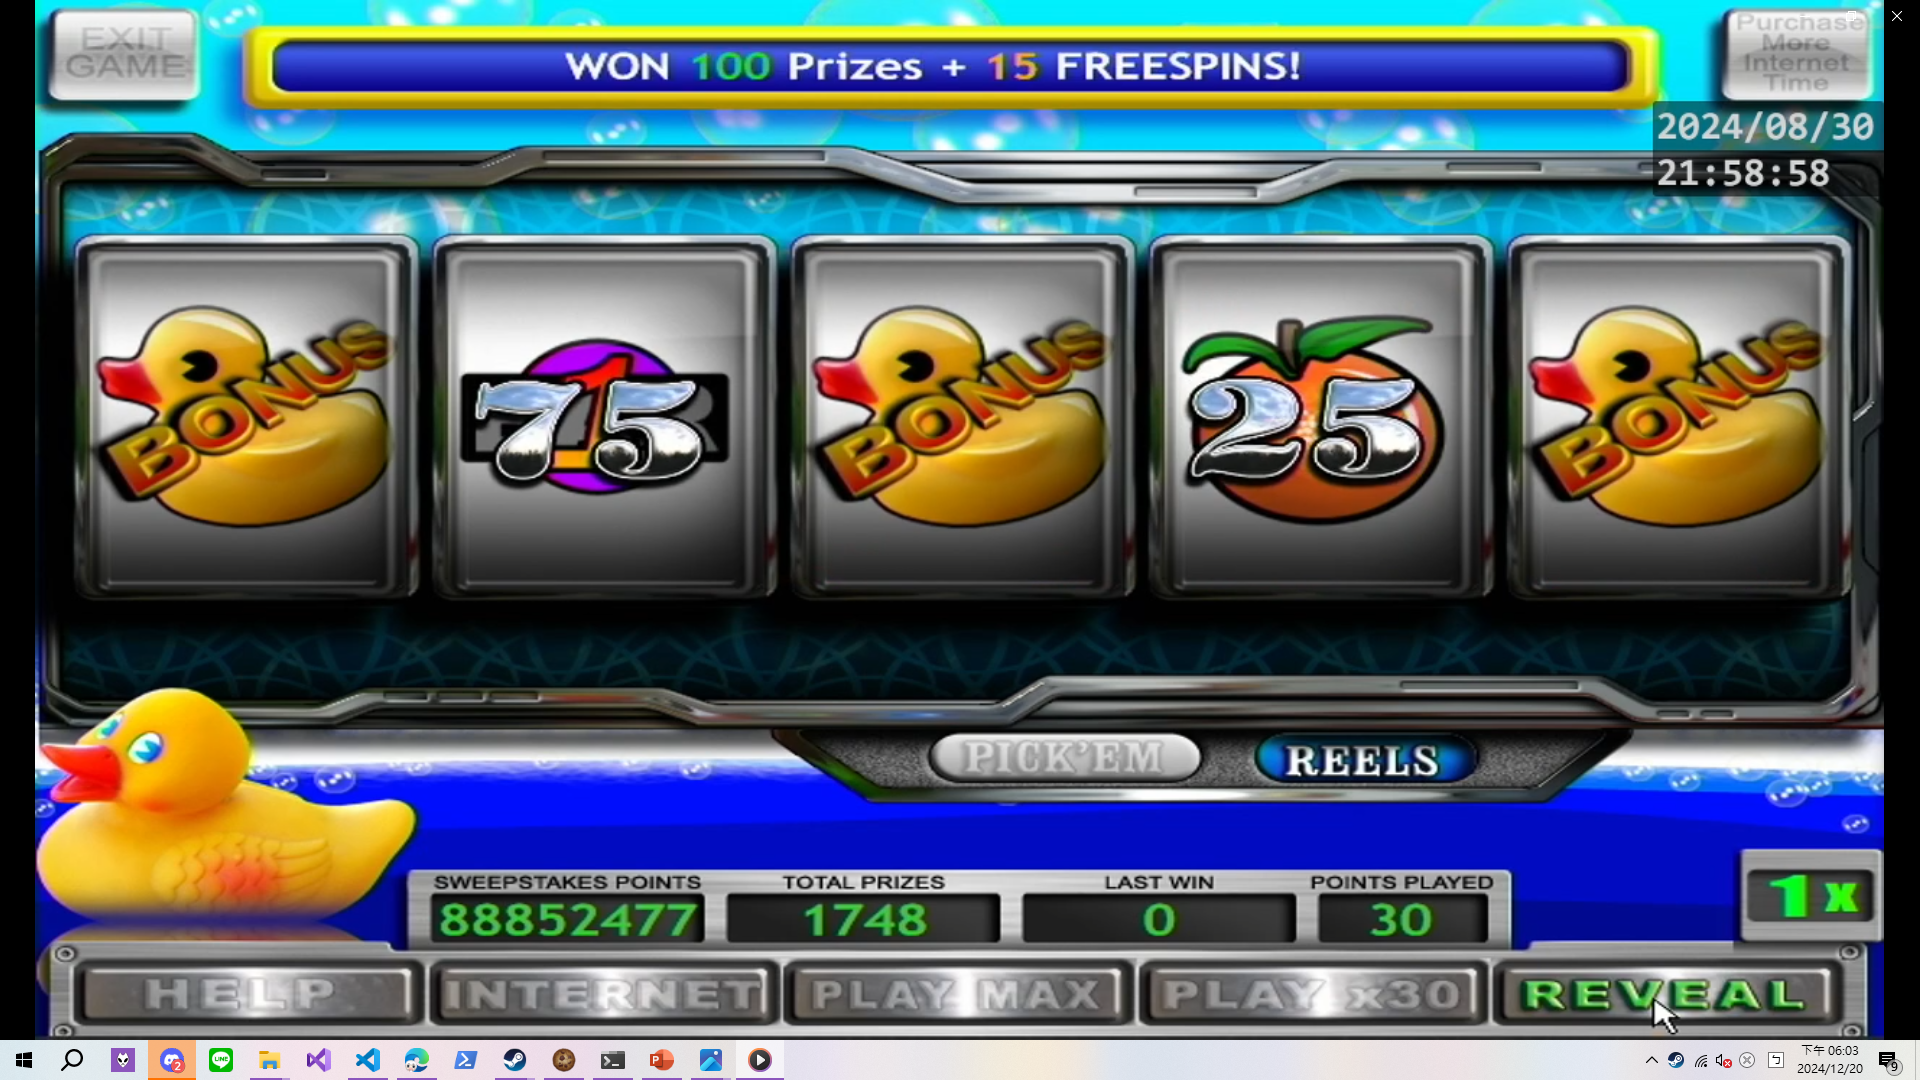 EXIT
GAME
WON 100 Prizes + 15 FREESPINS!
Purchase
More
Internet
Time
2024/08/30
21:58:58
BONUS
75
BONUS
25
BONUS
PICK'EM
REELS
SWEEPSTAKES POINTS
TOTAL PRIZES
LAST WIN
POINTS PLAYED
88852477
1748
0
30
1x
HELP
INTERNET
PLAY MAX
PLAY x30
REVEAL
下午 06:03
2024/12/20